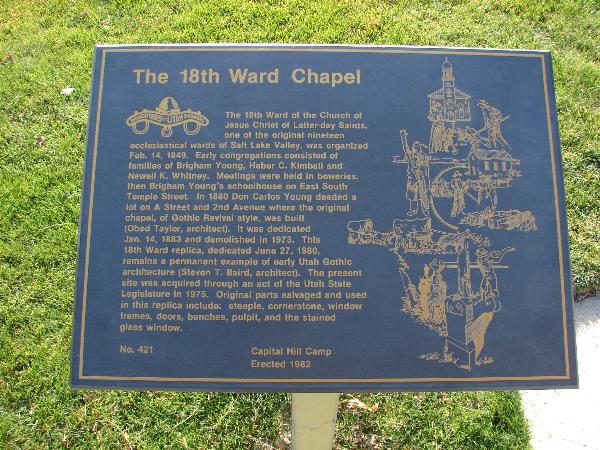 The 18th Ward Chapel
DAUGHTERS of UTAH PIONEERS
The 18th Ward of the Church of
Jesus Christ of Latter-day Saints,
one of the original nineteen
ecclesiastical wards of Salt Lake Valley, was organized
Feb. 14, 1849. Early congregations consisted of
families of Brigham Young, Heber C. Kimball and
Newell K. Whitney. Meetings were held in boweries,
then Brigham Young's schoolhouse on East South
Temple Street. In 1880 Don Carlos Young deeded a
lot on A Street and 2nd Avenue where the original
chapel, of Gothic Revival style, was built
(Obed Taylor, architect). It was dedicated
Jan. 14, 1883 and demolished in 1973. This
18th Ward replica, dedicated June 27, 1980,
remains a permanent example of early Utah Gothic
architecture (Steven T. Baird, architect). The present
site was acquired through an act of the Utah State
Legislature in 1975. Original parts salvaged and used
in this replica include: steeple, cornerstone, window
frames, doors, benches, pulpit, and the stained
glass window.
No. 421
Capital Hill Camp
Erected 1982